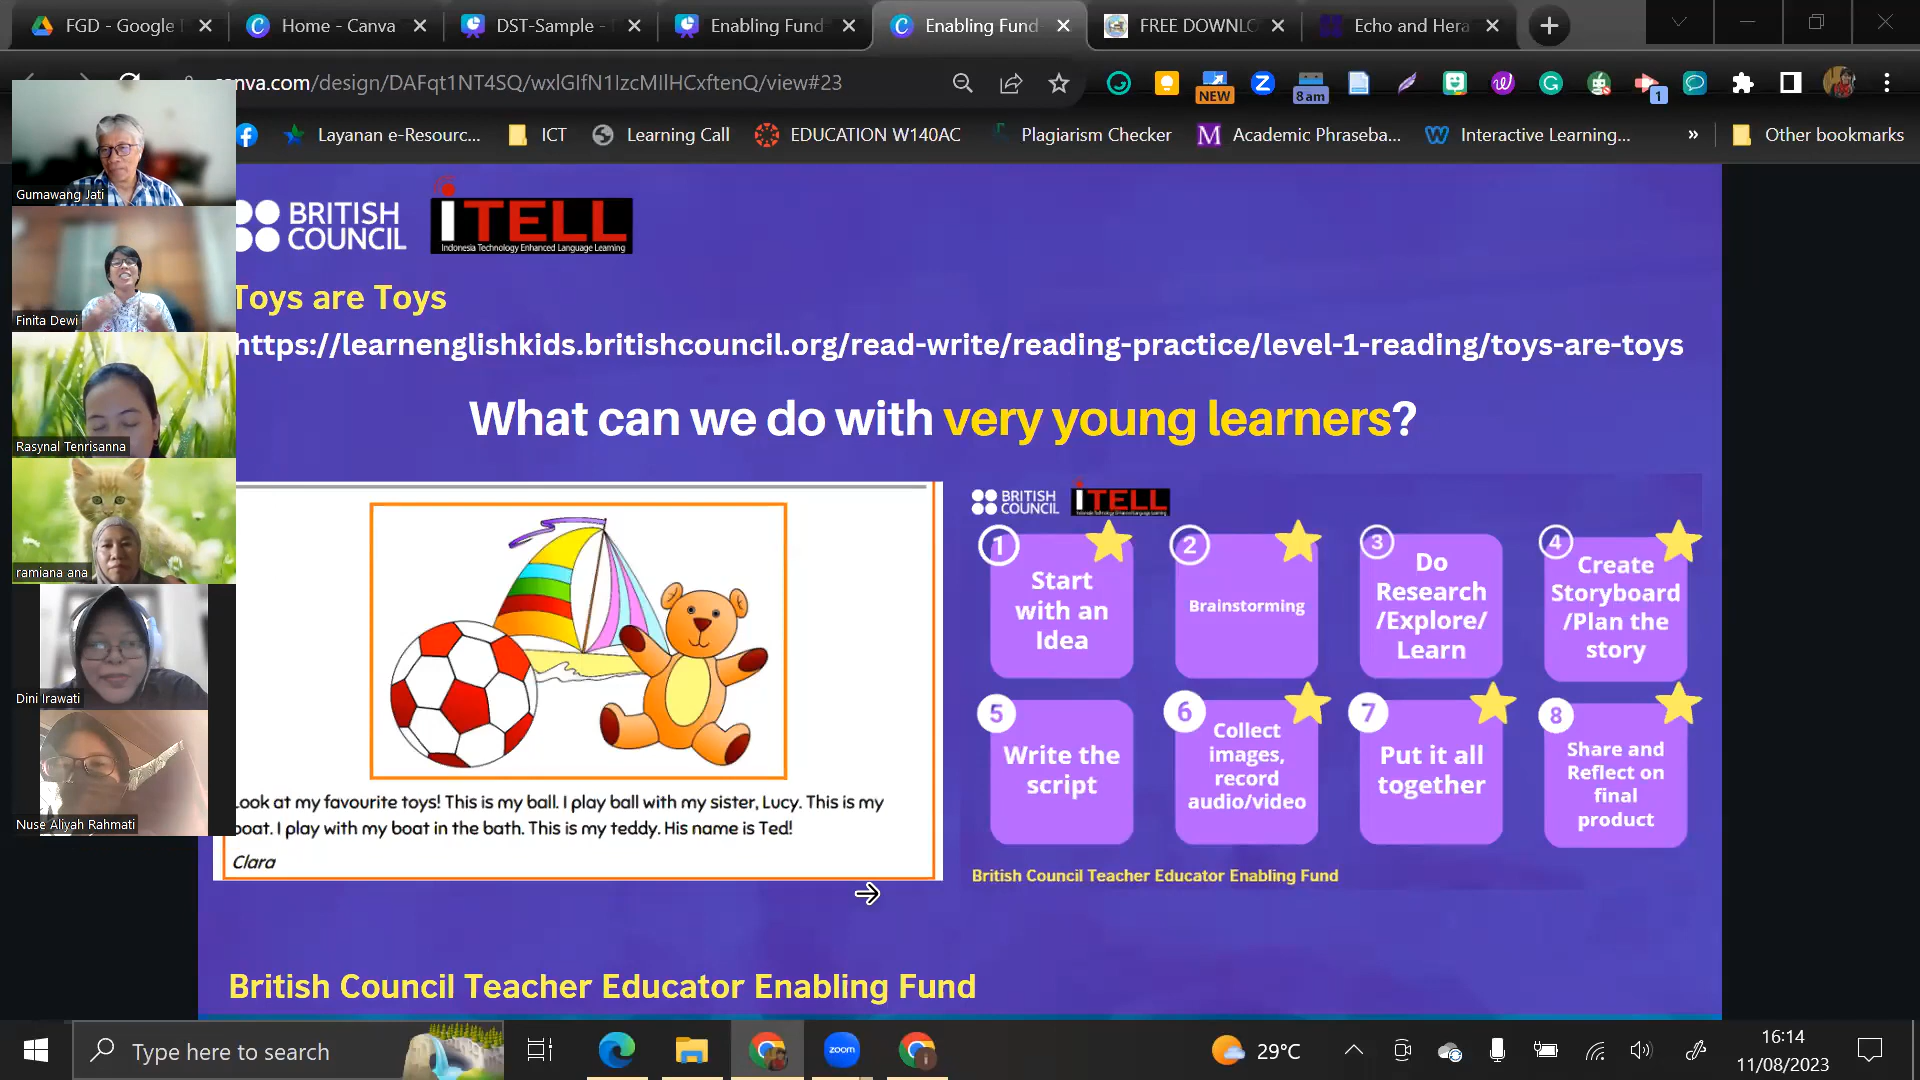 FGD - Google
Home - Canva
DST-Sample -
Enabling Fund
Enabling Fund
FREE DOWNLO
Echo and Hera
canva.com/design/DAFqt1NT4SQ/wxlGIfN1IzcMIlHCxftenQ/view#23
NEW
8am
1
Layanan e-Resourc...
ICT
Learning Call
EDUCATION W140AC
Plagiarism Checker
Academic Phraseba...
Interactive Learning...
»
Other bookmarks
Gumawang Jati
Finita Dewi
Rasynal Tenrisanna
ramiana ana
Dini Irawati
Nuse Aliyah Rahmati
BRITISH
COUNCIL
iTELL
Indonesia Technology Enhanced Language Learning
Toys are Toys
https://learnenglishkids.britishcouncil.org/read-write/reading-practice/level-1-reading/toys-are-toys
What can we do with very young learners?
Look at my favourite toys! This is my ball. I play ball with my sister, Lucy. This is my
boat. I play with my boat in the bath. This is my teddy. His name is Ted!
Clara
BRITISH
COUNCIL
iTELL
1
Start
with an
Idea
2
Brainstorming
3
Do
Research
/Explore/
Learn
4
Create
Storyboard
/Plan the
story
5
Write the
script
6
Collect
images,
record
audio/video
7
Put it all
together
8
Share and
Reflect on
final
product
British Council Teacher Educator Enabling Fund
British Council Teacher Educator Enabling Fund
Type here to search
zoom
29°C
16:14
11/08/2023